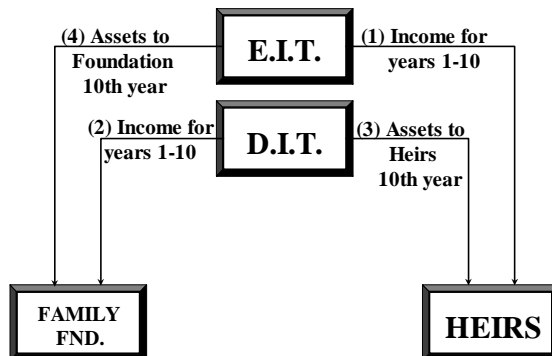 (4) Assets to
Foundation
10th year
E.I.T.
(1) Income for
years 1-10
(2) Income for
years 1-10
D.I.T.
(3) Assets to
Heirs
10th year
FAMILY
FND.
HEIRS